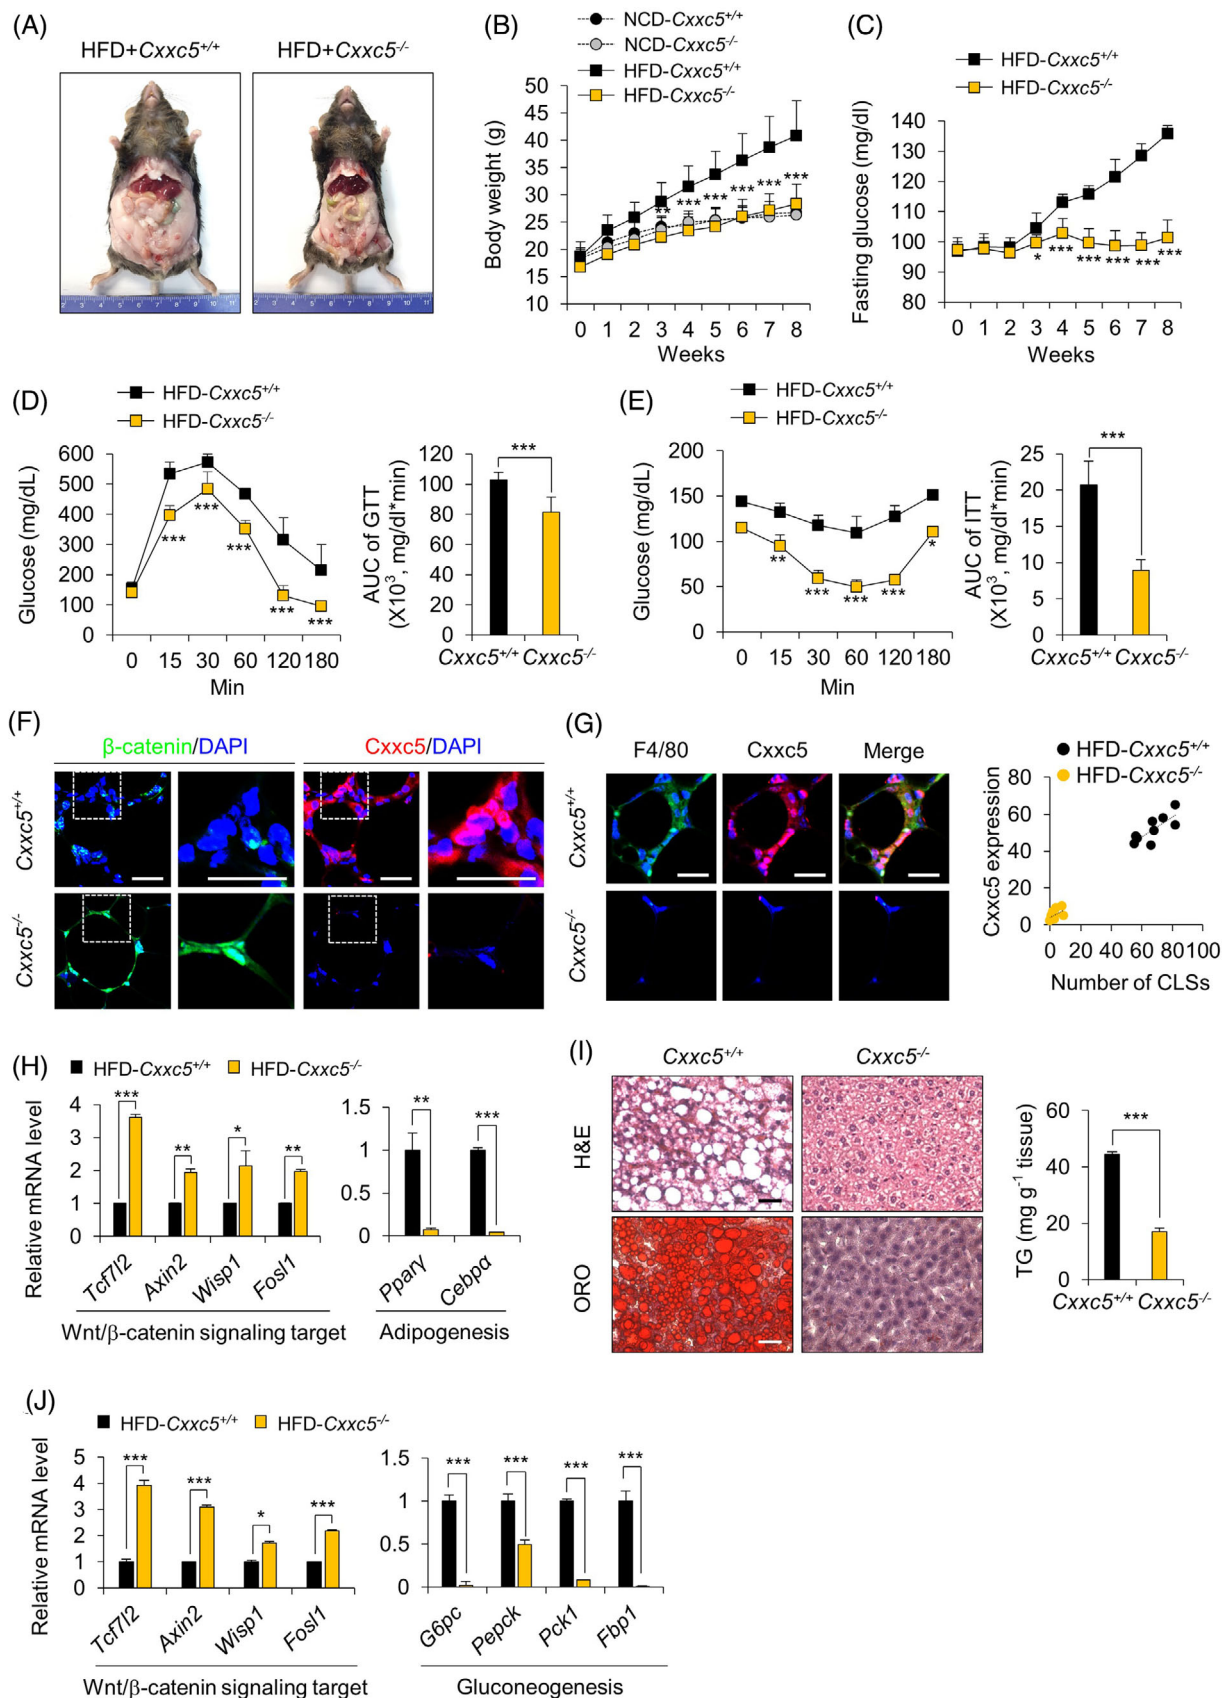 (A)
HFD+Cxxc5+/+ HFD+Cxxc5-/-
(B)
NCD-Cxxc5+/+
NCD-Cxxc5-/-
HFD-Cxxc5+/+
HFD-Cxxc5-/-
Body weight (g)
50
45
40
35
30
25
20
15
10
** *** *** *** *** ***
0 1 2 3 4 5 6 7 8
Weeks
(C)
HFD-Cxxc5+/+
HFD-Cxxc5-/-
Fasting glucose (mg/dl)
140
130
120
110
100
90
80
* *** *** *** *** ***
0 1 2 3 4 5 6 7 8
Weeks
(D)
HFD-Cxxc5+/+
HFD-Cxxc5-/-
Glucose (mg/dL)
600
500
400
300
200
100
0
*** *** *** *** ***
0 15 30 60 120 180
Min
AUC of GTT
(X10³, mg/dl*min)
120
100
80
60
40
20
0
***
Cxxc5+/+ Cxxc5-/-
(E)
HFD-Cxxc5+/+
HFD-Cxxc5-/-
Glucose (mg/dL)
200
150
100
50
0
** *** *** *** *
0 15 30 60 120 180
Min
AUC of ITT
(X10³, mg/dl*min)
25
20
15
10
5
0
***
Cxxc5+/+ Cxxc5-/-
(F)
β-catenin/DAPI Cxxc5/DAPI
Cxxc5+/+
Cxxc5-/-
(G)
F4/80 Cxxc5 Merge
Cxxc5+/+
Cxxc5-/-
HFD-Cxxc5+/+
HFD-Cxxc5-/-
Cxxc5 expression
80
60
40
20
0
0 20 40 60 80 100
Number of CLSs
(H)
HFD-Cxxc5+/+ HFD-Cxxc5-/-
Relative mRNA level
4
3
2
1
0
*** ** * **
Tcf7l2 Axin2 Wisp1 Fosl1
Wnt/β-catenin signaling target
1.5
1
0.5
0
** ***
Pparγ Cebpα
Adipogenesis
(I)
Cxxc5+/+ Cxxc5-/-
H&E
ORO
TG (mg g-1 tissue)
60
40
20
0
***
Cxxc5+/+ Cxxc5-/-
(J)
HFD-Cxxc5+/+ HFD-Cxxc5-/-
Relative mRNA level
5
4
3
2
1
0
*** *** * ***
Tcf7l2 Axin2 Wisp1 Fosl1
Wnt/β-catenin signaling target
1.5
1
0.5
0
*** *** *** ***
G6pc Pepck Pck1 Fbp1
Gluconeogenesis